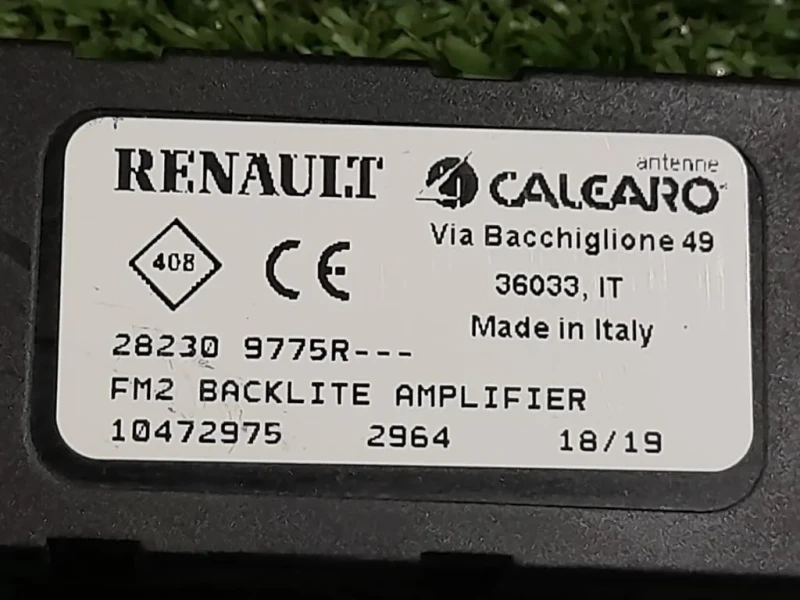 RENAULT
antenne
CALEARO
Via Bacchiglione 49
408 CE
36033, IT
Made in Italy
28230 9775R---
FM2 BACKLITE AMPLIFIER
10472975 2964 18/19